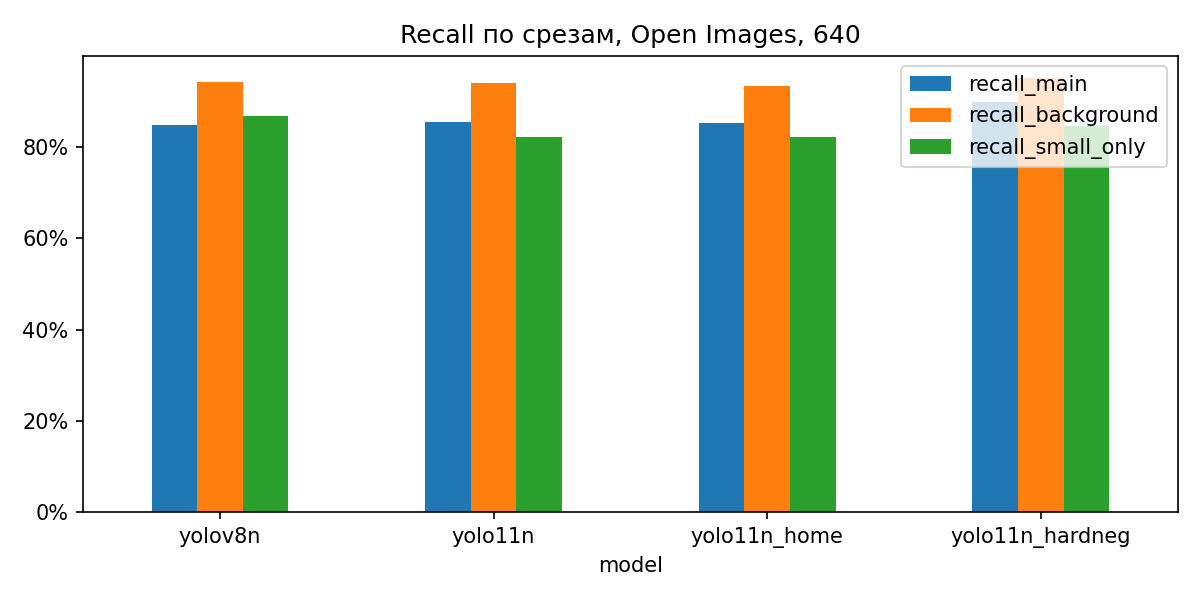 Recall по срезам, Open Images, 640
recall_main
recall_background
recall_small_only
80%
60%
40%
20%
0%
yolov8n
yolo11n
yolo11n_home
yolo11n_hardneg
model